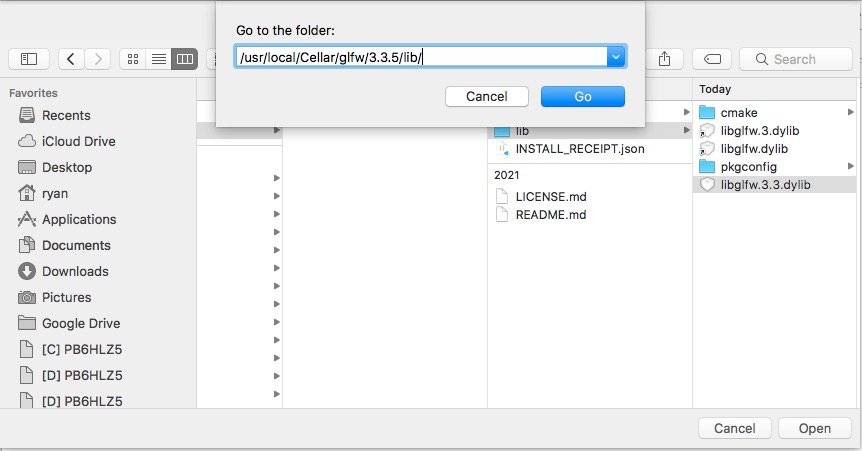 Go to the folder:
/usr/local/Cellar/glfw/3.3.5/lib/
Cancel
Go
Search
Favorites
Recents
iCloud Drive
Desktop
ryan
Applications
Documents
Downloads
Pictures
Google Drive
[C] PB6HLZ5
[D] PB6HLZ5
[D] PB6HLZ5
lib
INSTALL_RECEIPT.json
2021
LICENSE.md
README.md
Today
cmake
libglfw.3.dylib
libglfw.dylib
pkgconfig
libglfw.3.3.dylib
Cancel
Open